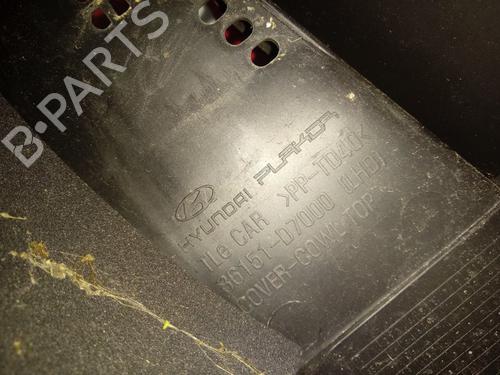 B-PARTS
HYUNDAI PLAKOR
TLe CAR >PP-TD40<
86151-D7000 (LHD)
COVER-COWL TOP